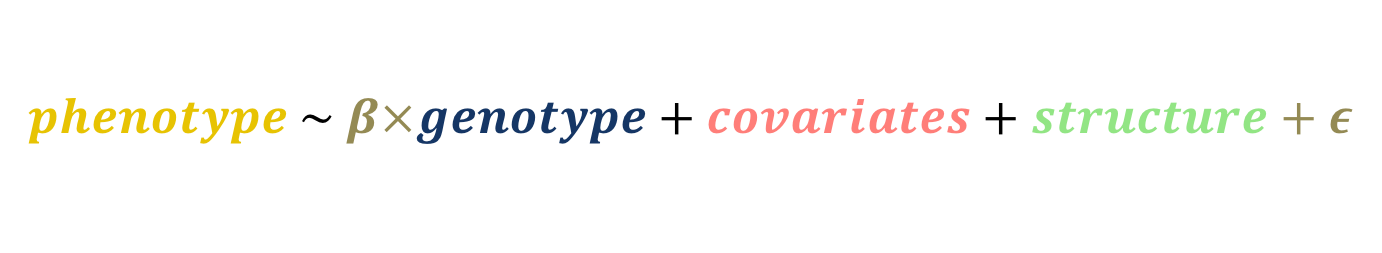 phenotype ~ β×genotype + covariates + structure + ϵ